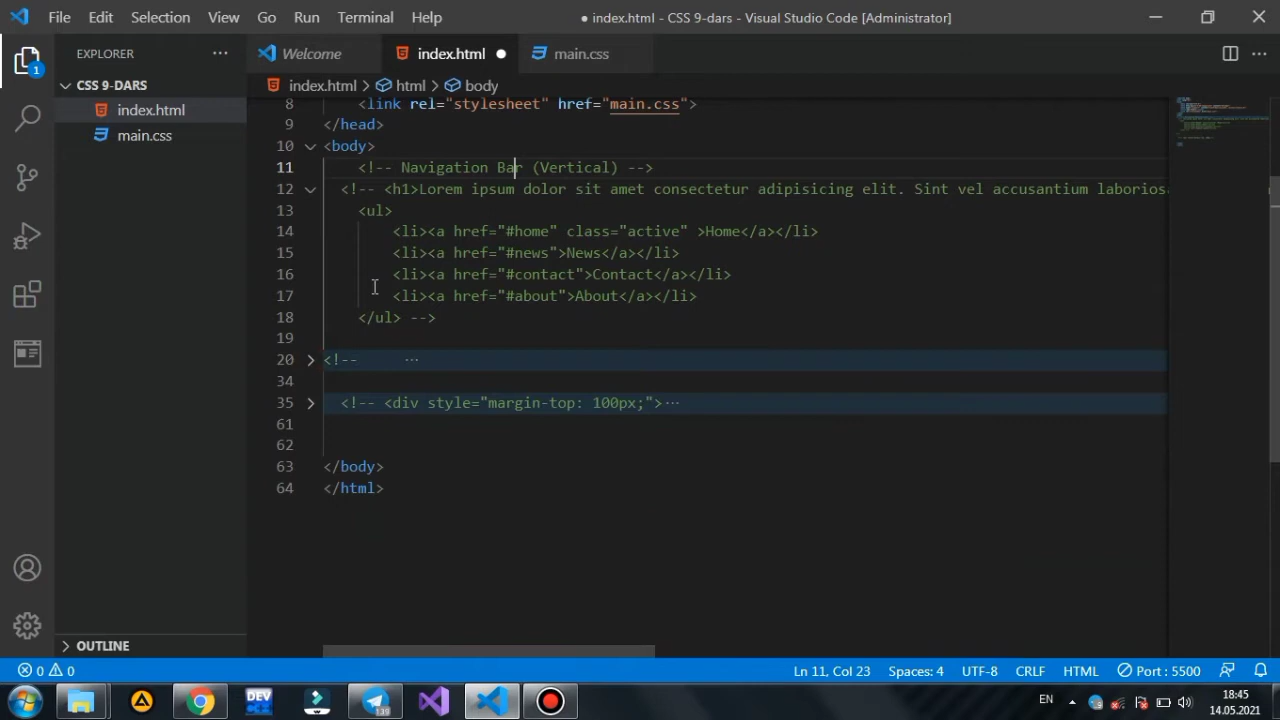 File Edit Selection View Go Run Terminal Help
● index.html - CSS 9-dars - Visual Studio Code [Administrator]
EXPLORER ···
Welcome index.html ● main.css
CSS 9-DARS
index.html
main.css
index.html > html > body
8 <link rel="stylesheet" href="main.css">
9 </head>
10 <body>
11 <!-- Navigation Bar (Vertical) -->
12 <!-- <h1>Lorem ipsum dolor sit amet consectetur adipisicing elit. Sint vel accusantium laborios
13 <ul>
14 <li><a href="#home" class="active" >Home</a></li>
15 <li><a href="#news">News</a></li>
16 <li><a href="#contact">Contact</a></li>
17 <li><a href="#about">About</a></li>
18 </ul> -->
19
20 <!-- ···
34
35 <!-- <div style="margin-top: 100px;">···
61
62
63 </body>
64 </html>
1
OUTLINE
0 0
Ln 11, Col 23 Spaces: 4 UTF-8 CRLF HTML Port : 5500
DEV
139
EN
18:45
14.05.2021